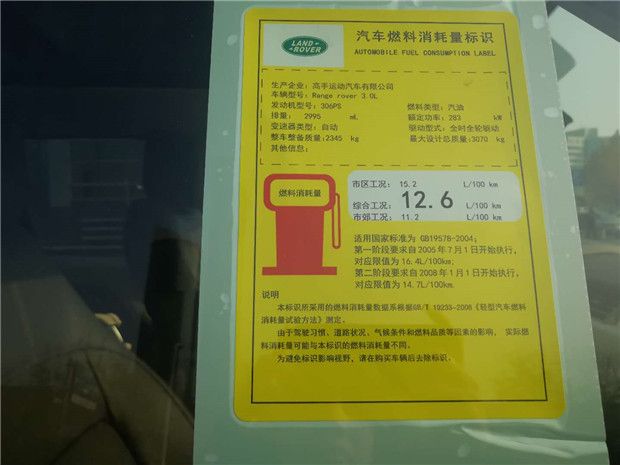 LAND
ROVER
汽车燃料消耗量标识
AUTOMOBILE FUEL CONSUMPTION LABEL
生产企业：高手运动汽车有限公司
车辆型号：Range rover 3.0L
发动机型号：306PS 燃料类型：汽油
排量： 2995 mL 额定功率：283 kW
变速器类型：自动 驱动型式：全时全轮驱动
整车整备质量：2345 kg 最大设计总质量：3070 kg
其他信息：
燃料消耗量
市区工况： 15.2 L/100 km
综合工况： 12.6 L/100 km
市郊工况： 11.2 L/100 km
适用国家标准为 GB19578-2004；
第一阶段要求自 2005 年 7 月 1 日开始执行，
对应限值为 16.4L/100km；
第二阶段要求自 2008 年 1 月 1 日开始执行，
对应限值为 14.7L/100km；
说明
本标识所采用的燃料消耗量数据系根据GB/T 19233-2008《轻型汽车燃料
消耗量试验方法》测定。
由于驾驶习惯、道路状况、气候条件和燃料品质等因素的影响， 实际燃
料消耗量可能与本标识的燃料消耗量不同。
为避免标识影响视野，请在购买车辆后去除标识。